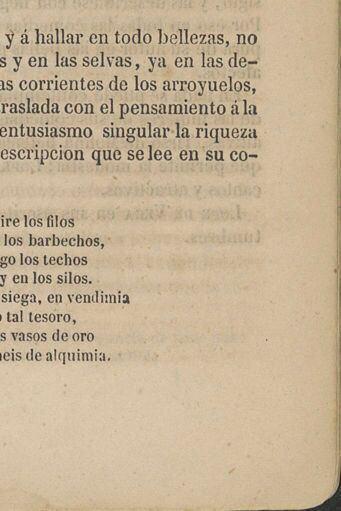 y á hallar en todo bellezas, no
s y en las selvas, ya en las de-
as corrientes de los arroyuelos,
raslada con el pensamiento á la
entusiasmo singular la riqueza
escripcion que se lee en su co-
ire los filos
los barbechos,
go los techos
y en los silos.
siega, en vendimia
o tal tesoro,
s vasos de oro
neis de alquimia.